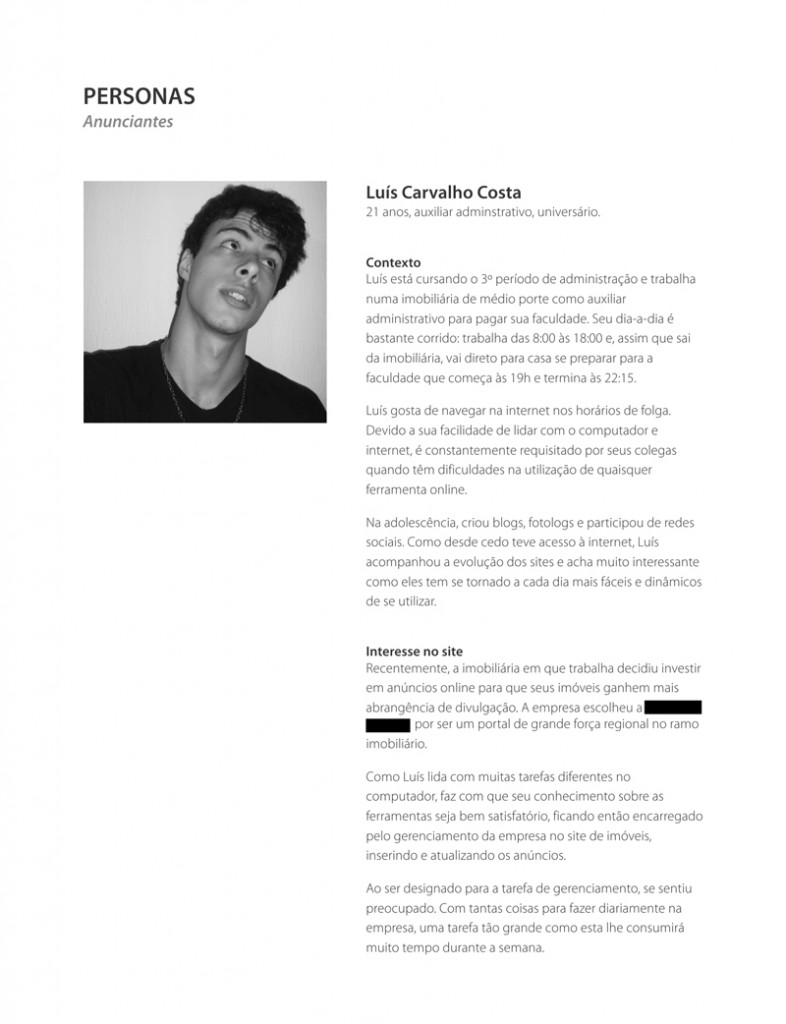 PERSONAS
Anunciantes
Luís Carvalho Costa
21 anos, auxiliar adminstrativo, universário.
Contexto
Luís está cursando o 3º período de administração e trabalha
numa imobiliária de médio porte como auxiliar
administrativo para pagar sua faculdade. Seu dia-a-dia é
bastante corrido: trabalha das 8:00 às 18:00 e, assim que sai
da imobiliária, vai direto para casa se preparar para a
faculdade que começa às 19h e termina às 22:15.
Luís gosta de navegar na internet nos horários de folga.
Devido a sua facilidade de lidar com o computador e
internet, é constantemente requisitado por seus colegas
quando têm dificuldades na utilização de quaisquer
ferramenta online.
Na adolescência, criou blogs, fotologs e participou de redes
sociais. Como desde cedo teve acesso à internet, Luís
acompanhou a evolução dos sites e acha muito interessante
como eles tem se tornado a cada dia mais fáceis e dinâmicos
de se utilizar.
Interesse no site
Recentemente, a imobiliária em que trabalha decidiu investir
em anúncios online para que seus imóveis ganhem mais
abrangência de divulgação. A empresa escolheu a
por ser um portal de grande força regional no ramo
imobiliário.
Como Luís lida com muitas tarefas diferentes no
computador, faz com que seu conhecimento sobre as
ferramentas seja bem satisfatório, ficando então encarregado
pelo gerenciamento da empresa no site de imóveis,
inserindo e atualizando os anúncios.
Ao ser designado para a tarefa de gerenciamento, se sentiu
preocupado. Com tantas coisas para fazer diariamente na
empresa, uma tarefa tão grande como esta lhe consumirá
muito tempo durante a semana.